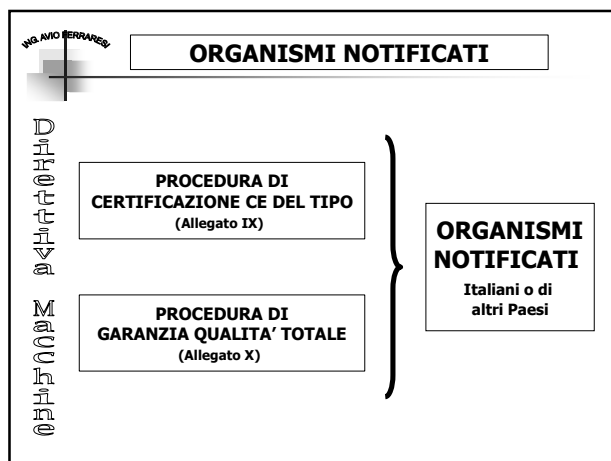 ING. AVIO FERRARESI
ORGANISMI NOTIFICATI
Direttiva Macchine
PROCEDURA DI
CERTIFICAZIONE CE DEL TIPO
(Allegato IX)
PROCEDURA DI
GARANZIA QUALITA’ TOTALE
(Allegato X)
ORGANISMI
NOTIFICATI
Italiani o di
altri Paesi